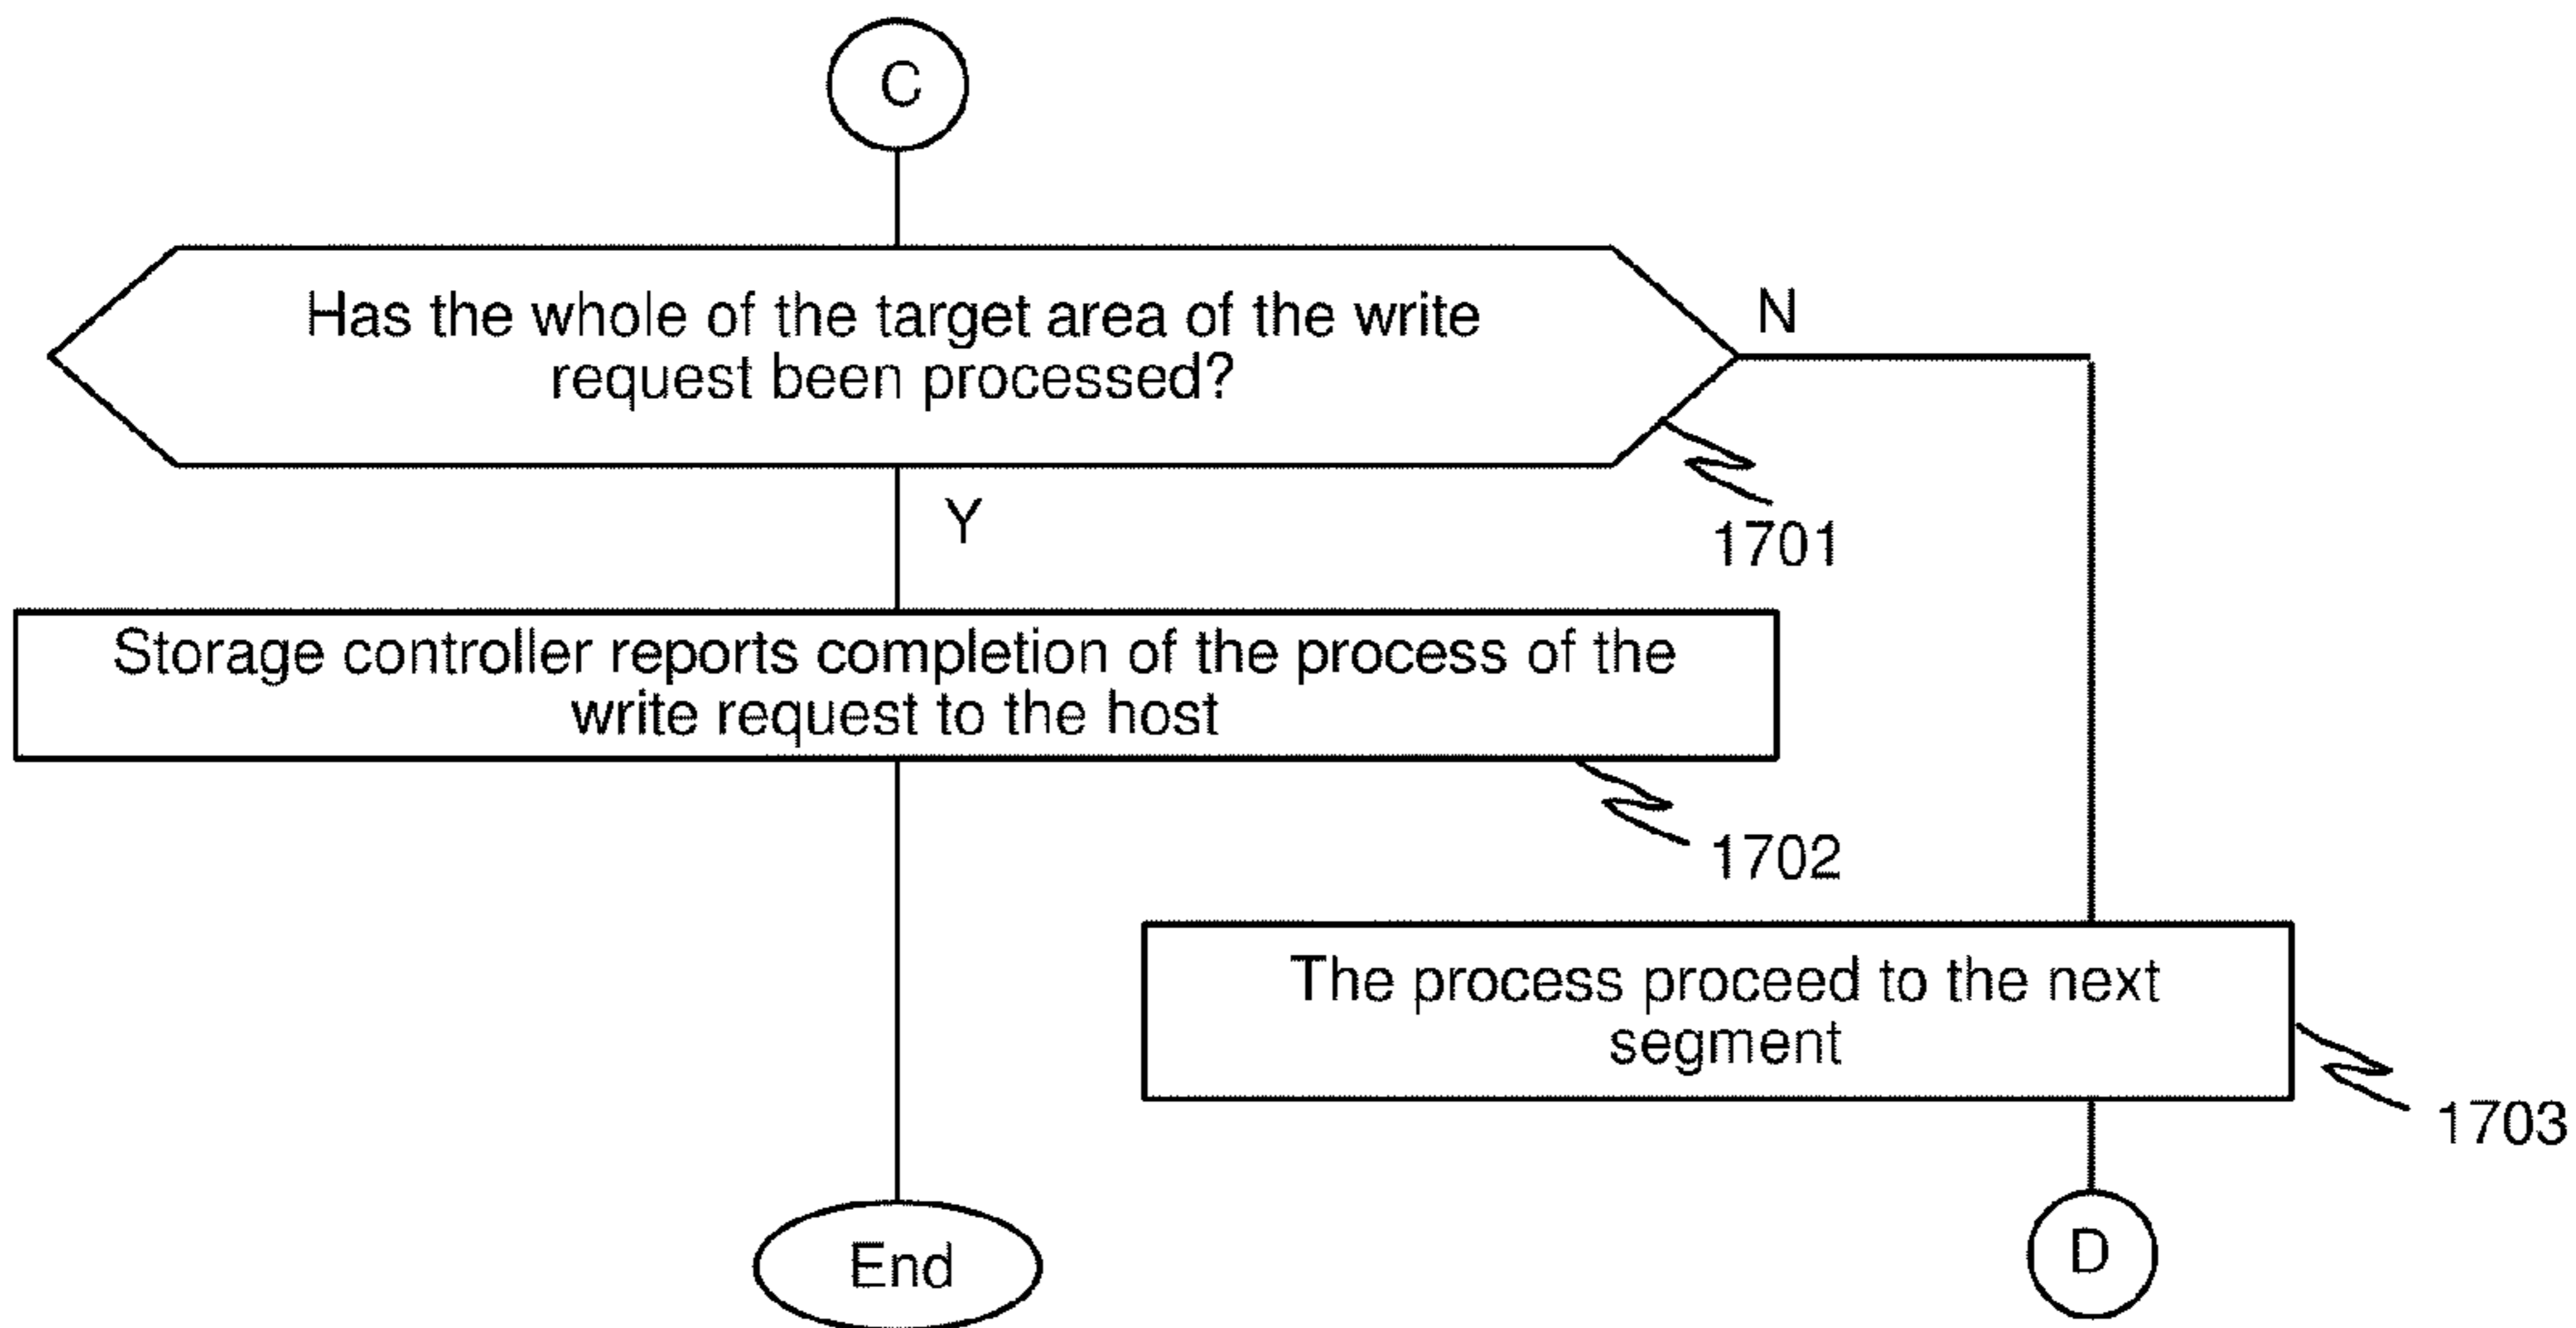 C
Has the whole of the target area of the write
request been processed?
N
1701
Y
Storage controller reports completion of the process of the
write request to the host
1702
The process proceed to the next
segment
1703
End
D